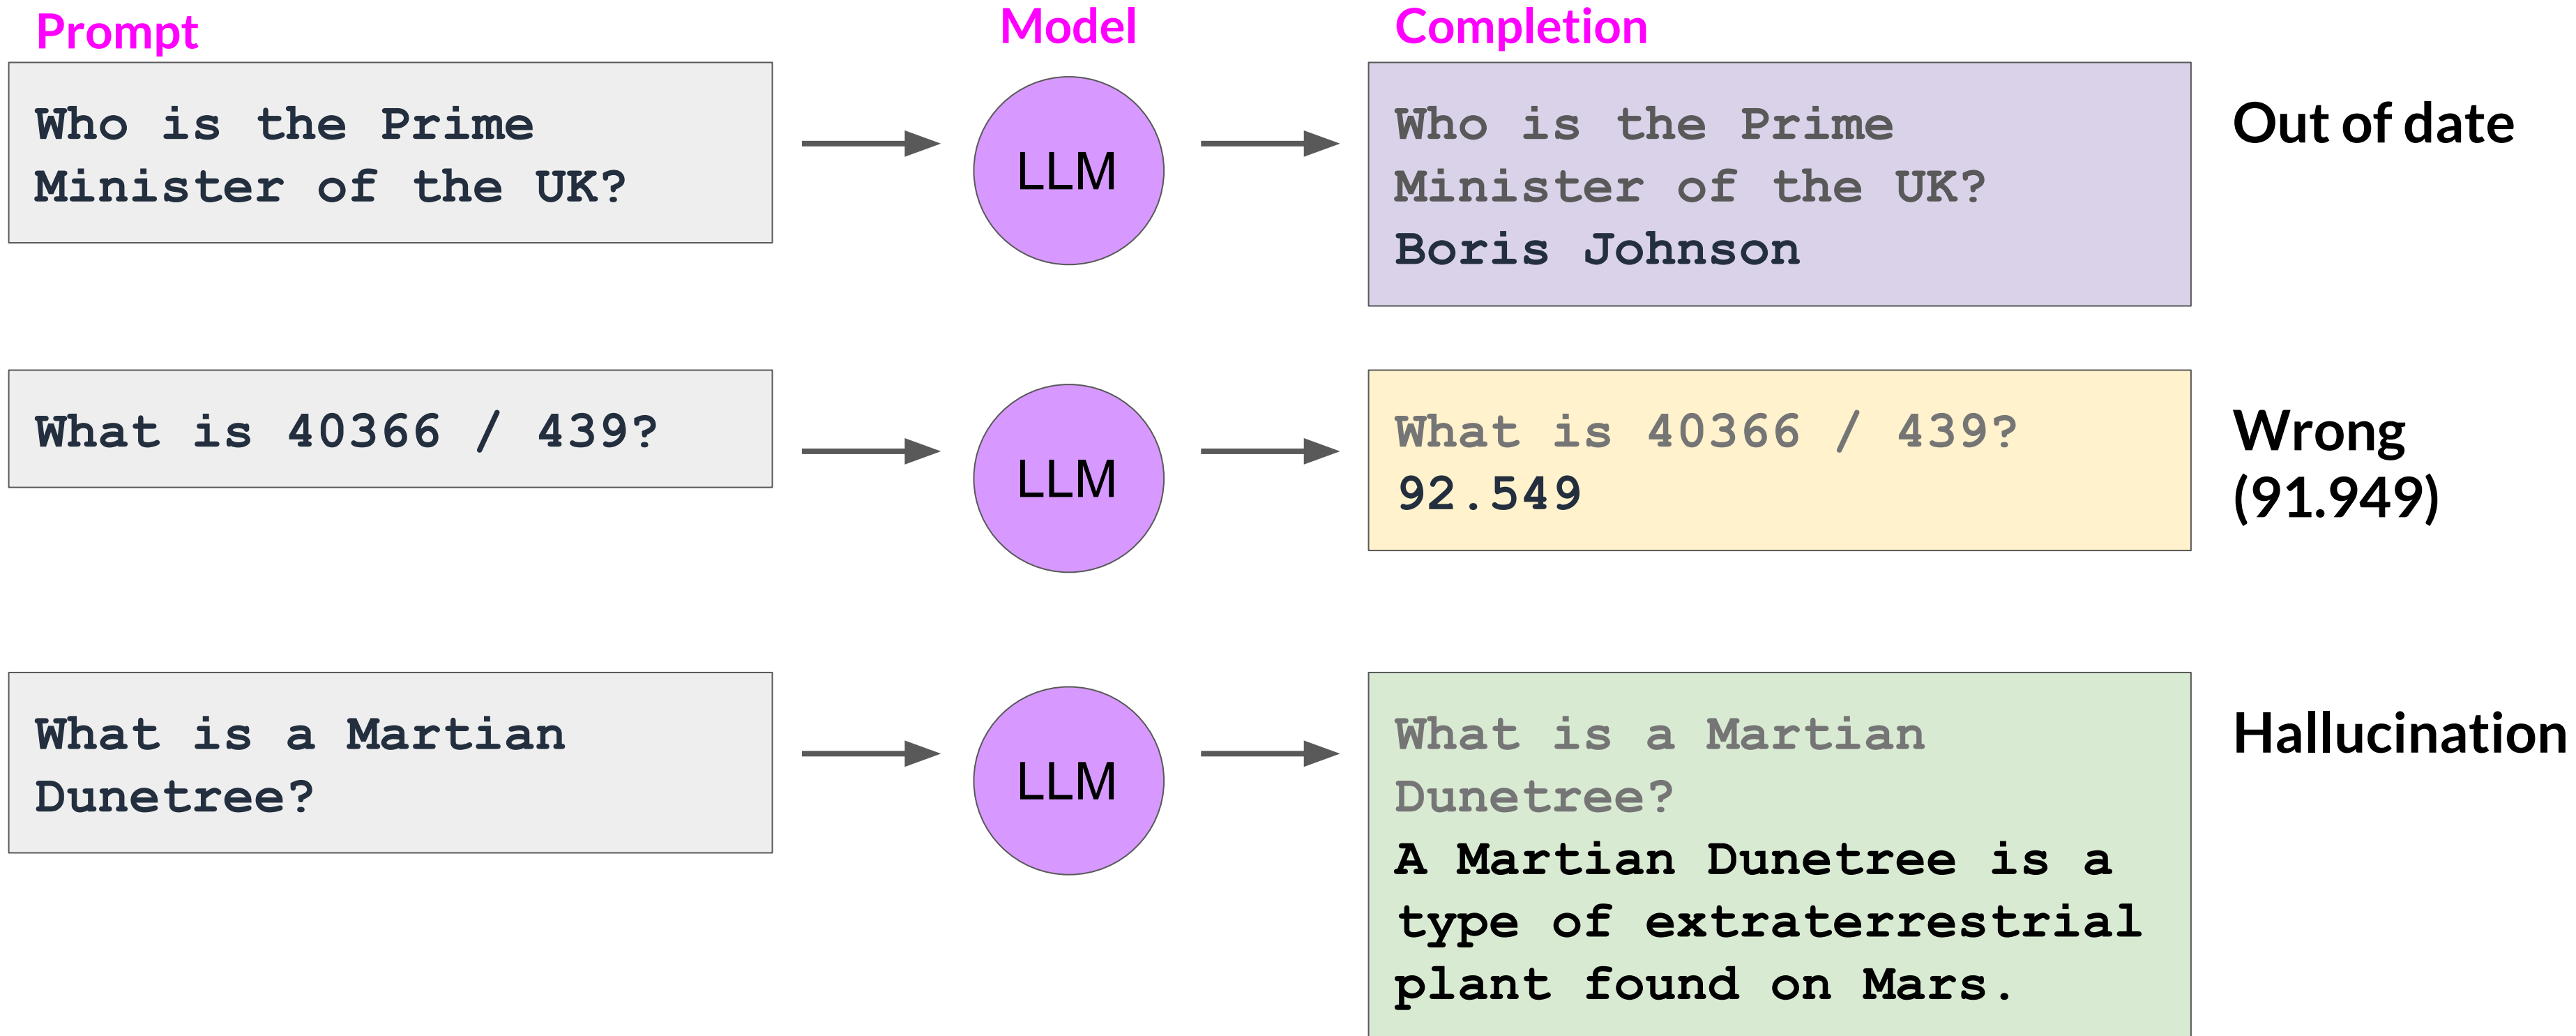 Prompt
Model
Completion
Who is the Prime
Minister of the UK?
LLM
Who is the Prime
Minister of the UK?
Boris Johnson
Out of date
What is 40366 / 439?
LLM
What is 40366 / 439?
92.549
Wrong
(91.949)
What is a Martian
Dunetree?
LLM
What is a Martian
Dunetree?
A Martian Dunetree is a
type of extraterrestrial
plant found on Mars.
Hallucination